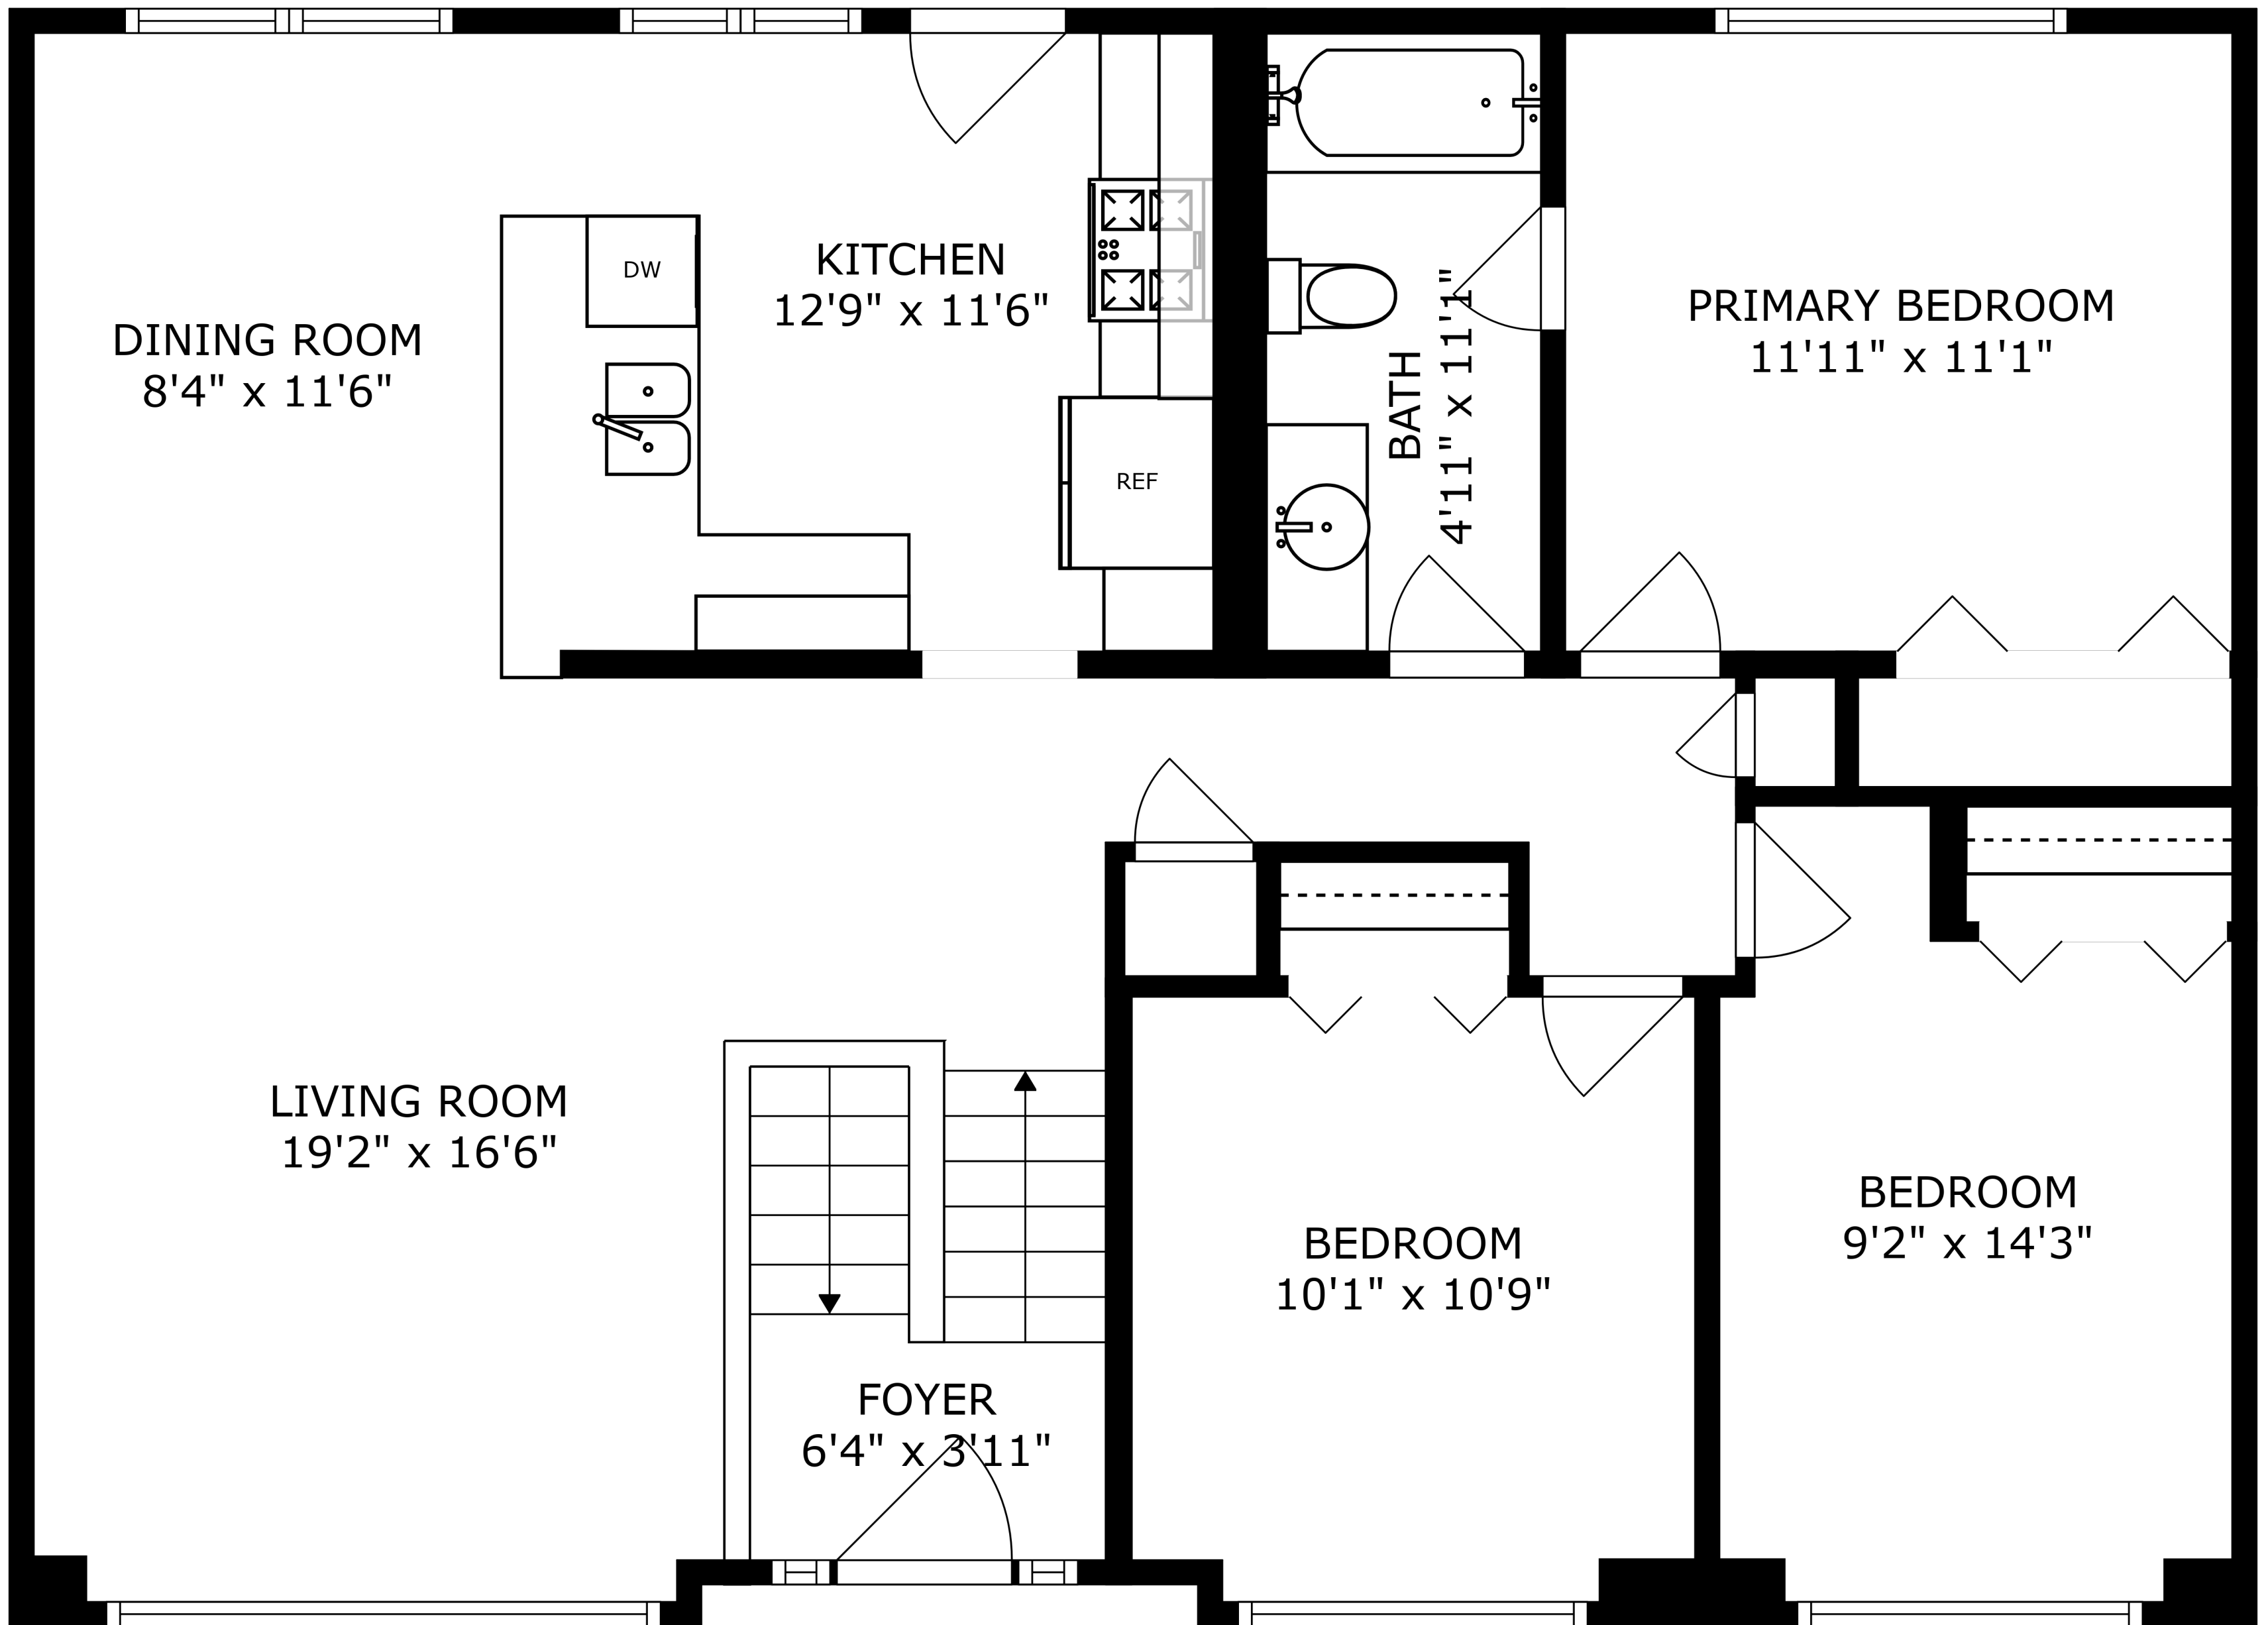 DINING ROOM
8'4" x 11'6"
DW
KITCHEN
12'9" x 11'6"
REF
BATH
4'11" x 11'1"
PRIMARY BEDROOM
11'11" x 11'1"
LIVING ROOM
19'2" x 16'6"
FOYER
6'4" x 3'11"
BEDROOM
10'1" x 10'9"
BEDROOM
9'2" x 14'3"